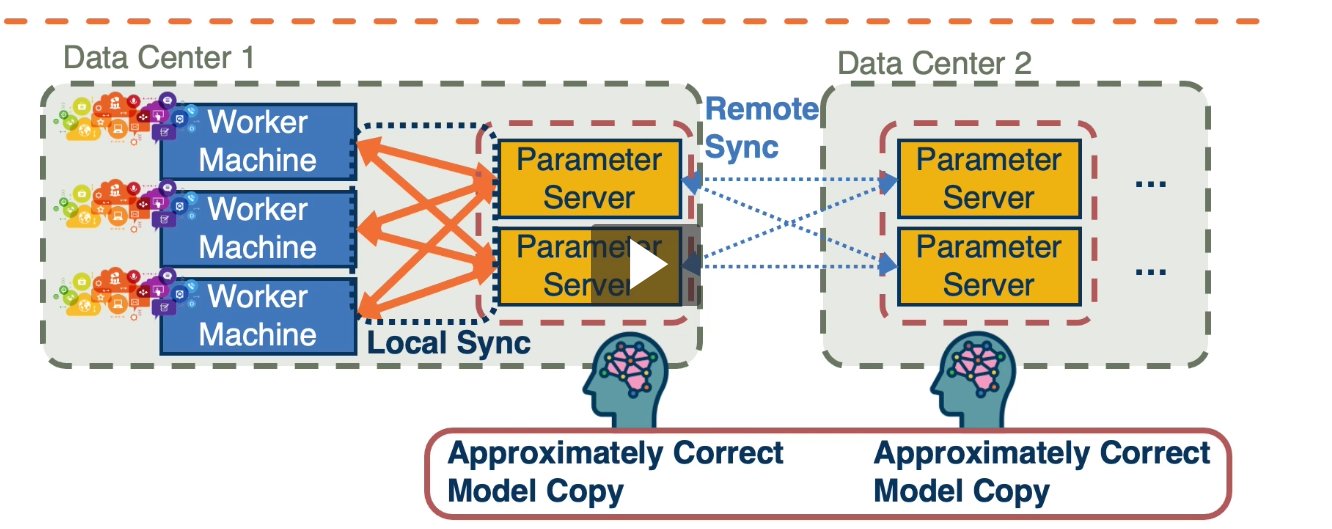 Data Center 1
Data Center 2
Worker
Machine
Worker
Machine
Worker
Machine
Parameter
Server
Parameter
Server
Local Sync
Remote
Sync
Parameter
Server
Parameter
Server
...
...
Approximately Correct
Model Copy
Approximately Correct
Model Copy